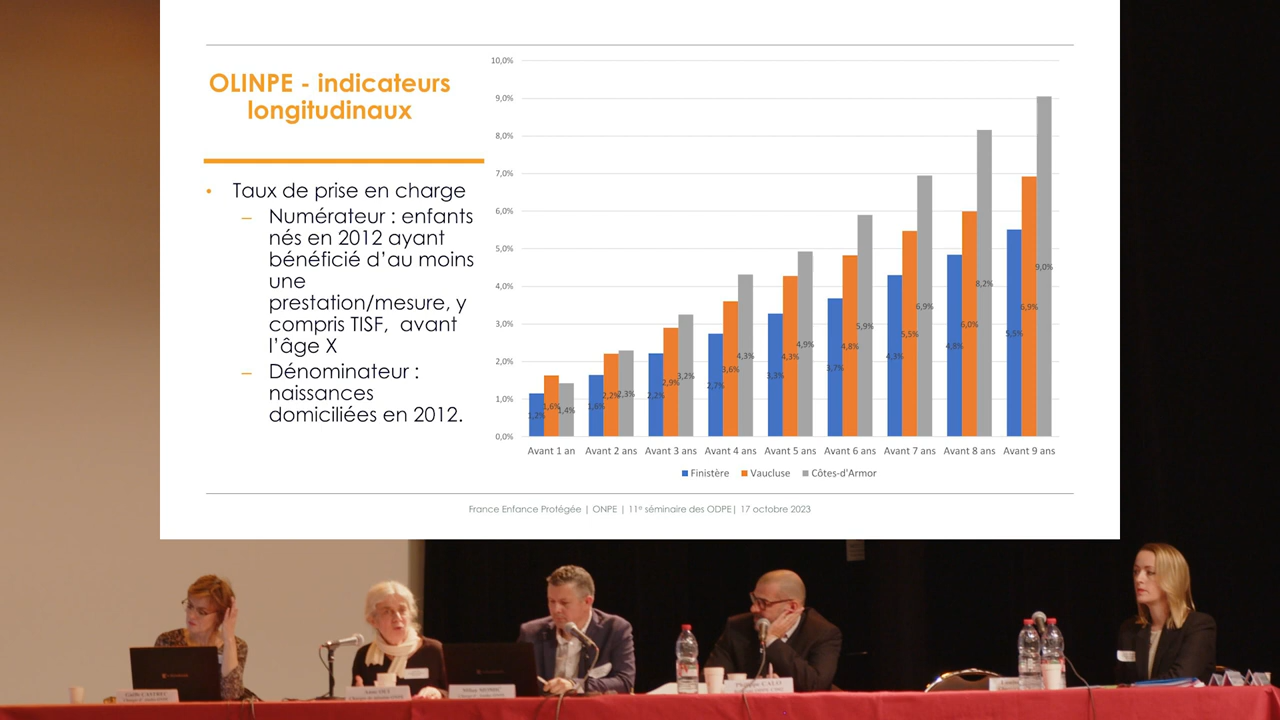 OLINPE - indicateurs
longitudinaux
• Taux de prise en charge
– Numérateur : enfants
nés en 2012 ayant
bénéficié d’au moins
une
prestation/mesure, y
compris TISF, avant
l’âge X
– Dénominateur :
naissances
domiciliées en 2012.
10,0%
9,0%
8,0%
7,0%
6,0%
5,0%
4,0%
3,0%
2,0%
1,0%
0,0%
1,2% 1,6% 1,4%
1,6% 2,2% 2,3%
2,2% 2,9% 3,2%
2,7% 3,6% 4,3%
3,3% 4,3% 4,9%
3,7% 4,8% 5,9%
4,3% 5,5% 6,9%
4,9% 6,0% 8,2%
5,5% 6,9% 9,0%
Avant 1 an Avant 2 ans Avant 3 ans Avant 4 ans Avant 5 ans Avant 6 ans Avant 7 ans Avant 8 ans Avant 9 ans
Finistère Vaucluse Côtes-d'Armor
France Enfance Protégée | ONPE | 11e séminaire des ODPE| 17 octobre 2023